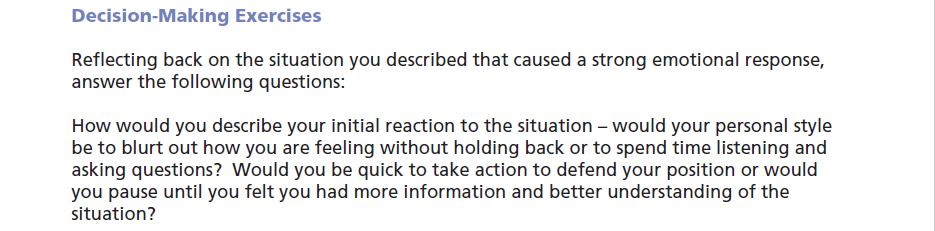 Decision-Making Exercises
Reflecting back on the situation you described that caused a strong emotional response,
answer the following questions:
How would you describe your initial reaction to the situation – would your personal style
be to blurt out how you are feeling without holding back or to spend time listening and
asking questions?  Would you be quick to take action to defend your position or would
you pause until you felt you had more information and better understanding of the
situation?